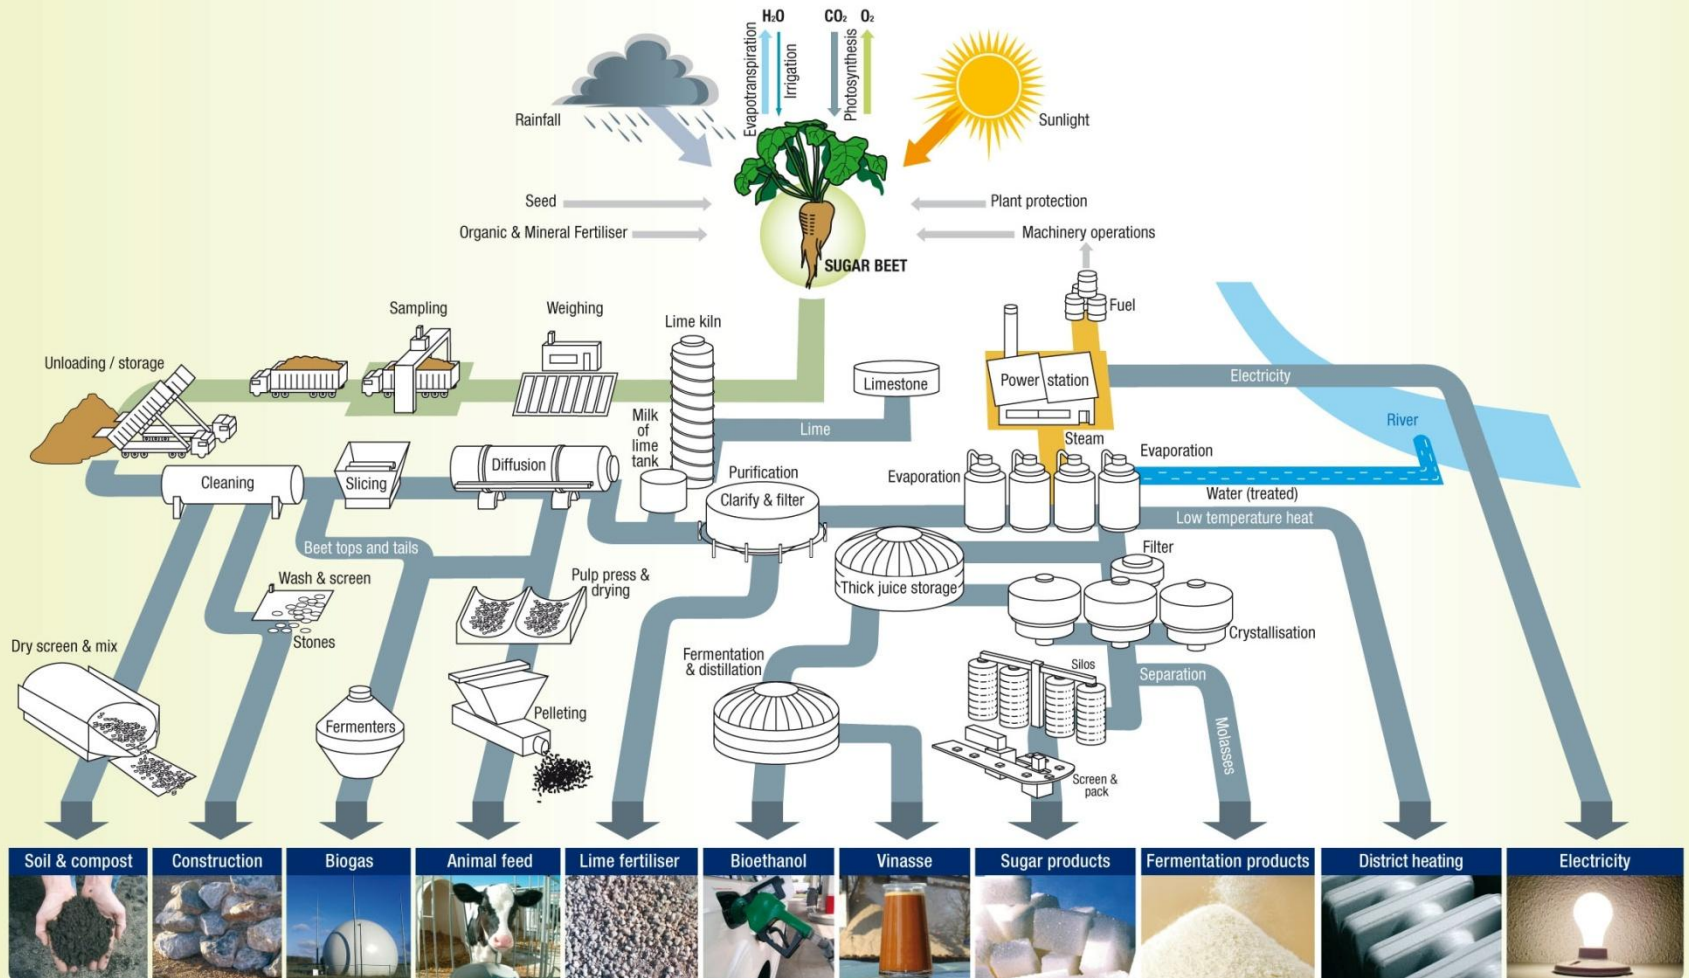 H₂O
CO₂ O₂
Evapotranspiration
Irrigation
Photosynthesis
Rainfall
Sunlight
Seed
Plant protection
Organic & Mineral Fertiliser
Machinery operations
SUGAR BEET
Fuel
Sampling
Weighing
Lime kiln
Unloading / storage
Limestone
Power station
Electricity
Milk
of
lime
tank
Lime
River
Steam
Evaporation
Evaporation
Cleaning
Slicing
Diffusion
Purification
Clarify & filter
Water (treated)
Low temperature heat
Beet tops and tails
Filter
Wash & screen
Stones
Pulp press &
drying
Thick juice storage
Crystallisation
Dry screen & mix
Fermentation
& distillation
Silos
Separation
Fermenters
Pelleting
Molasses
Screen &
pack
Soil & compost
Construction
Biogas
Animal feed
Lime fertiliser
Bioethanol
Vinasse
Sugar products
Fermentation products
District heating
Electricity